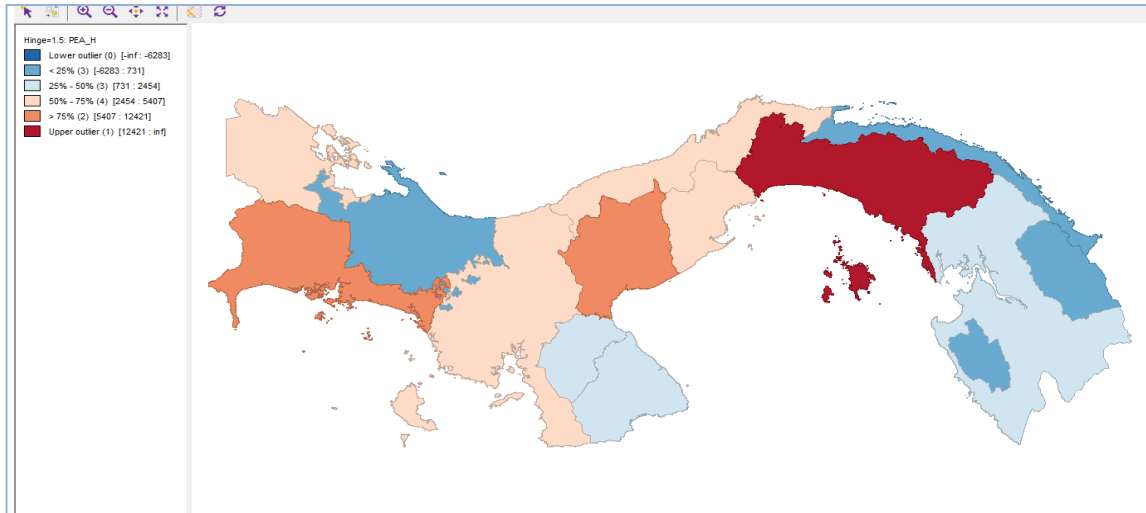 Hinge=1.5: PEA_H
Lower outlier (0) [-inf : -6283]
< 25% (3) [-6283 : 731]
25% - 50% (3) [731 : 2454]
50% - 75% (4) [2454 : 5407]
> 75% (2) [5407 : 12421]
Upper outlier (1) [12421 : inf]